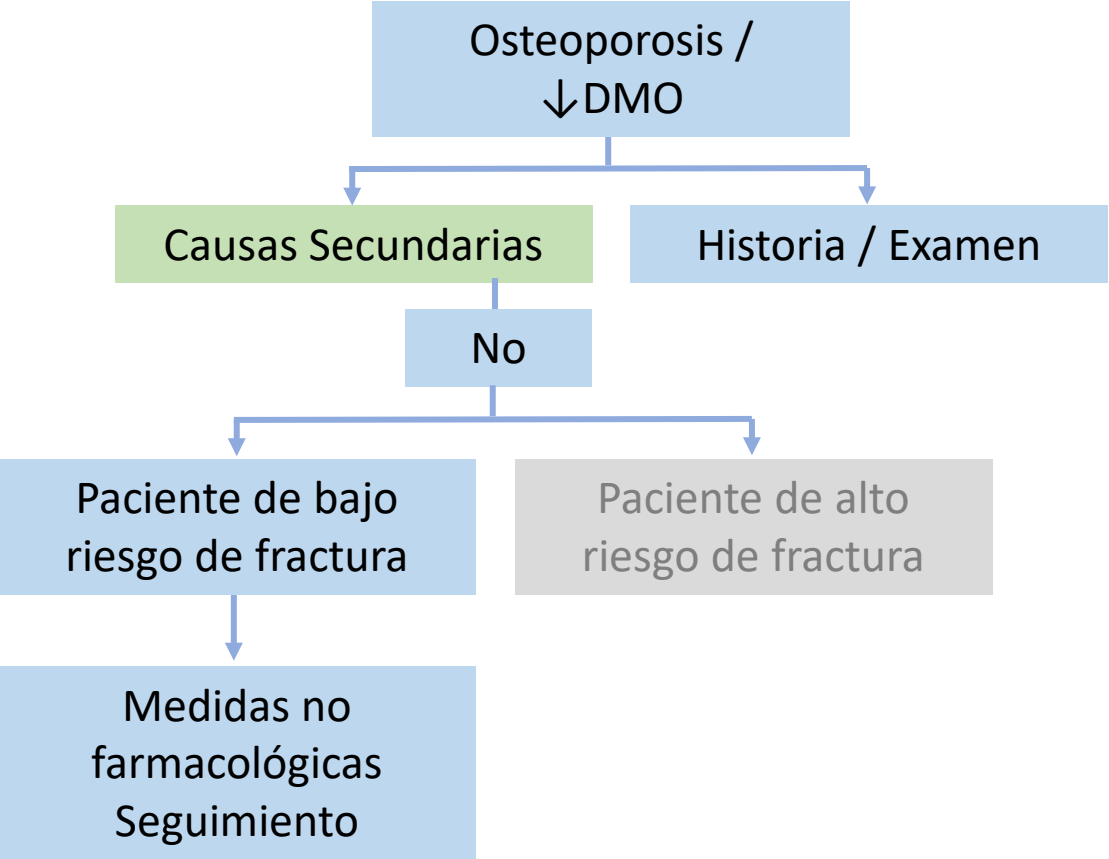 Osteoporosis /
↓DMO
Causas Secundarias
Historia / Examen
No
Paciente de bajo
riesgo de fractura
Paciente de alto
riesgo de fractura
Medidas no
farmacológicas
Seguimiento